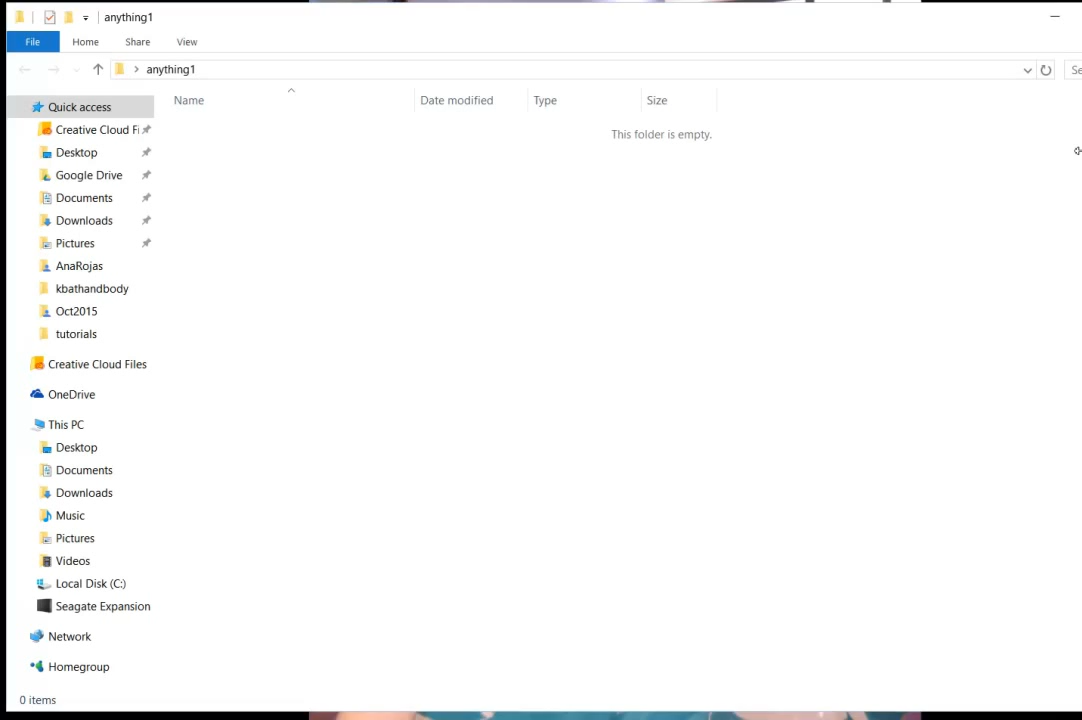 anything1
File Home Share View
anything1
Name Date modified Type Size
This folder is empty.
Quick access
Creative Cloud Fi
Desktop
Google Drive
Documents
Downloads
Pictures
AnaRojas
kbathandbody
Oct2015
tutorials
Creative Cloud Files
OneDrive
This PC
Desktop
Documents
Downloads
Music
Pictures
Videos
Local Disk (C:)
Seagate Expansion
Network
Homegroup
0 items